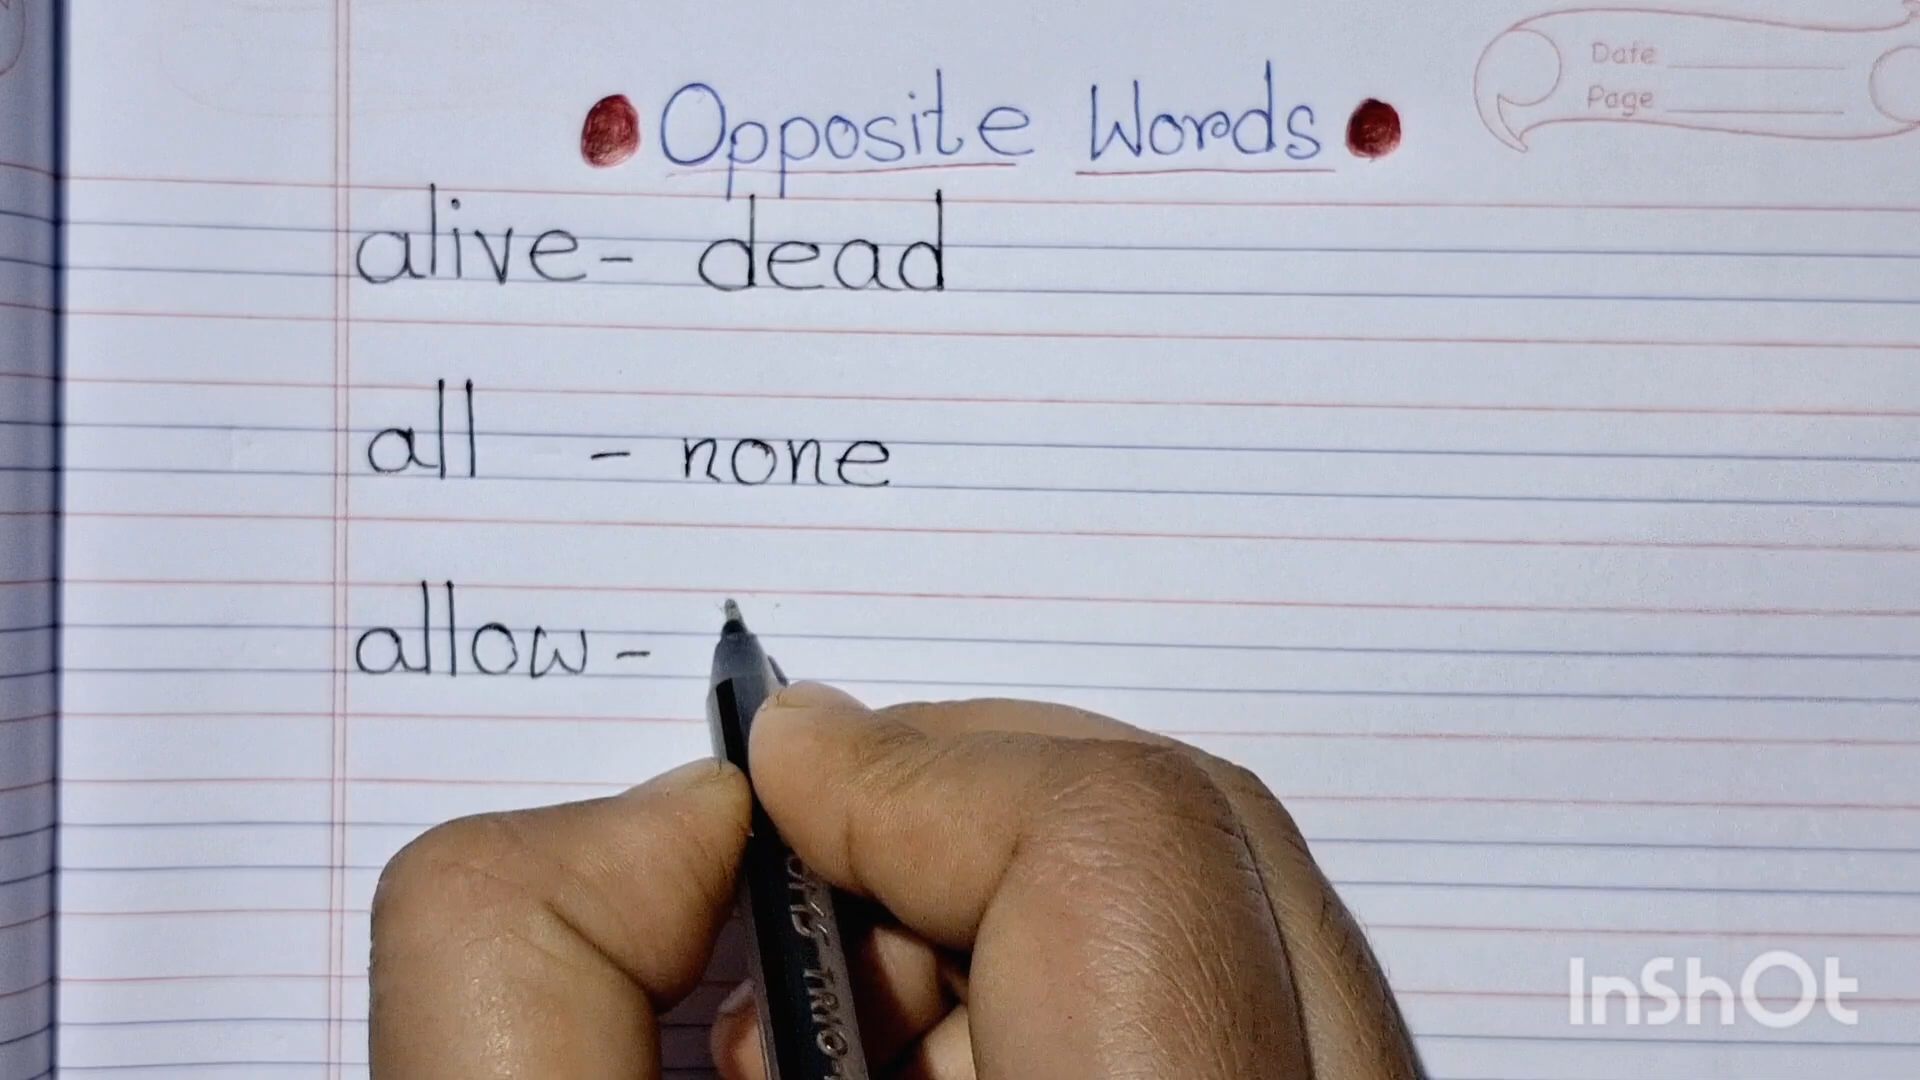 Date
Page
Opposite Words
alive - dead
all - none
allow -
InShOt